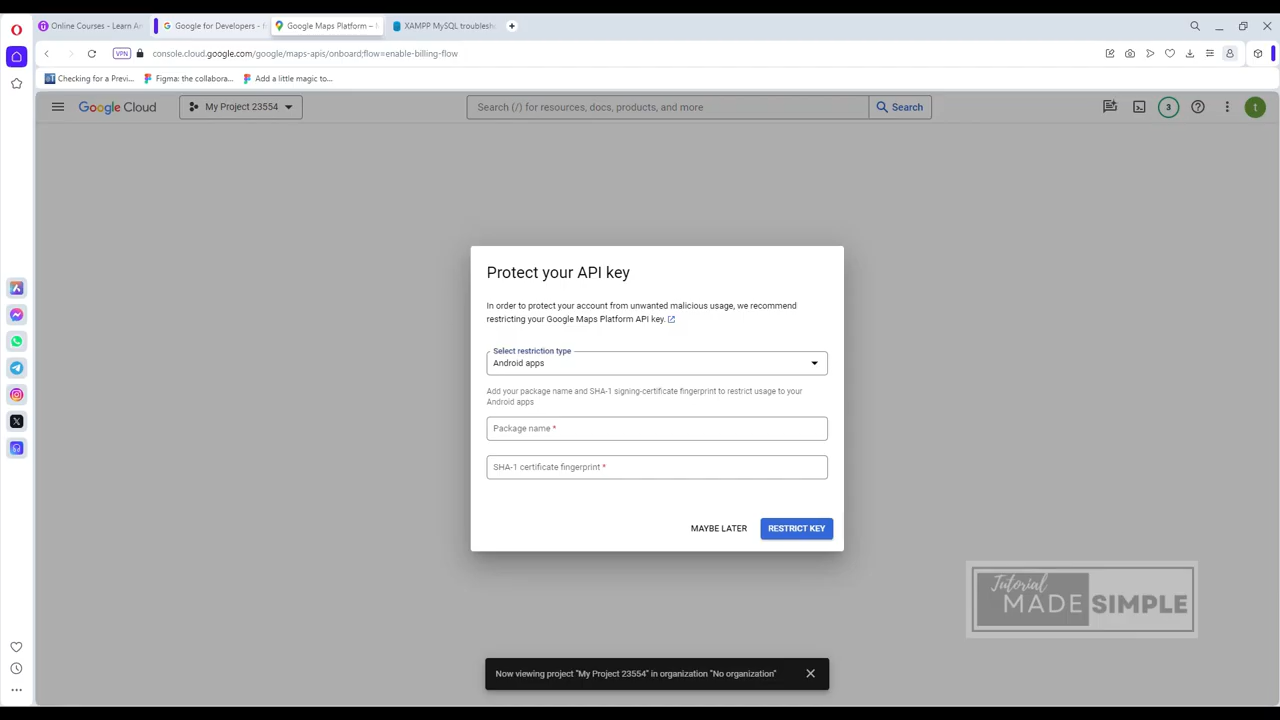 Online Courses - Learn An
Google for Developers - f
Google Maps Platform –
XAMPP MySQL troublesh
VPN
console.cloud.google.com/google/maps-apis/onboard;flow=enable-billing-flow
Checking for a Previ...
Figma: the collabora...
Add a little magic to...
Google Cloud
My Project 23554
Search (/) for resources, docs, products, and more
Search
3
t
Protect your API key
In order to protect your account from unwanted malicious usage, we recommend
restricting your Google Maps Platform API key.
Select restriction type
Android apps
Add your package name and SHA-1 signing-certificate fingerprint to restrict usage to your
Android apps
Package name *
SHA-1 certificate fingerprint *
MAYBE LATER
RESTRICT KEY
Tutorial
MADE SIMPLE
Now viewing project "My Project 23554" in organization "No organization"